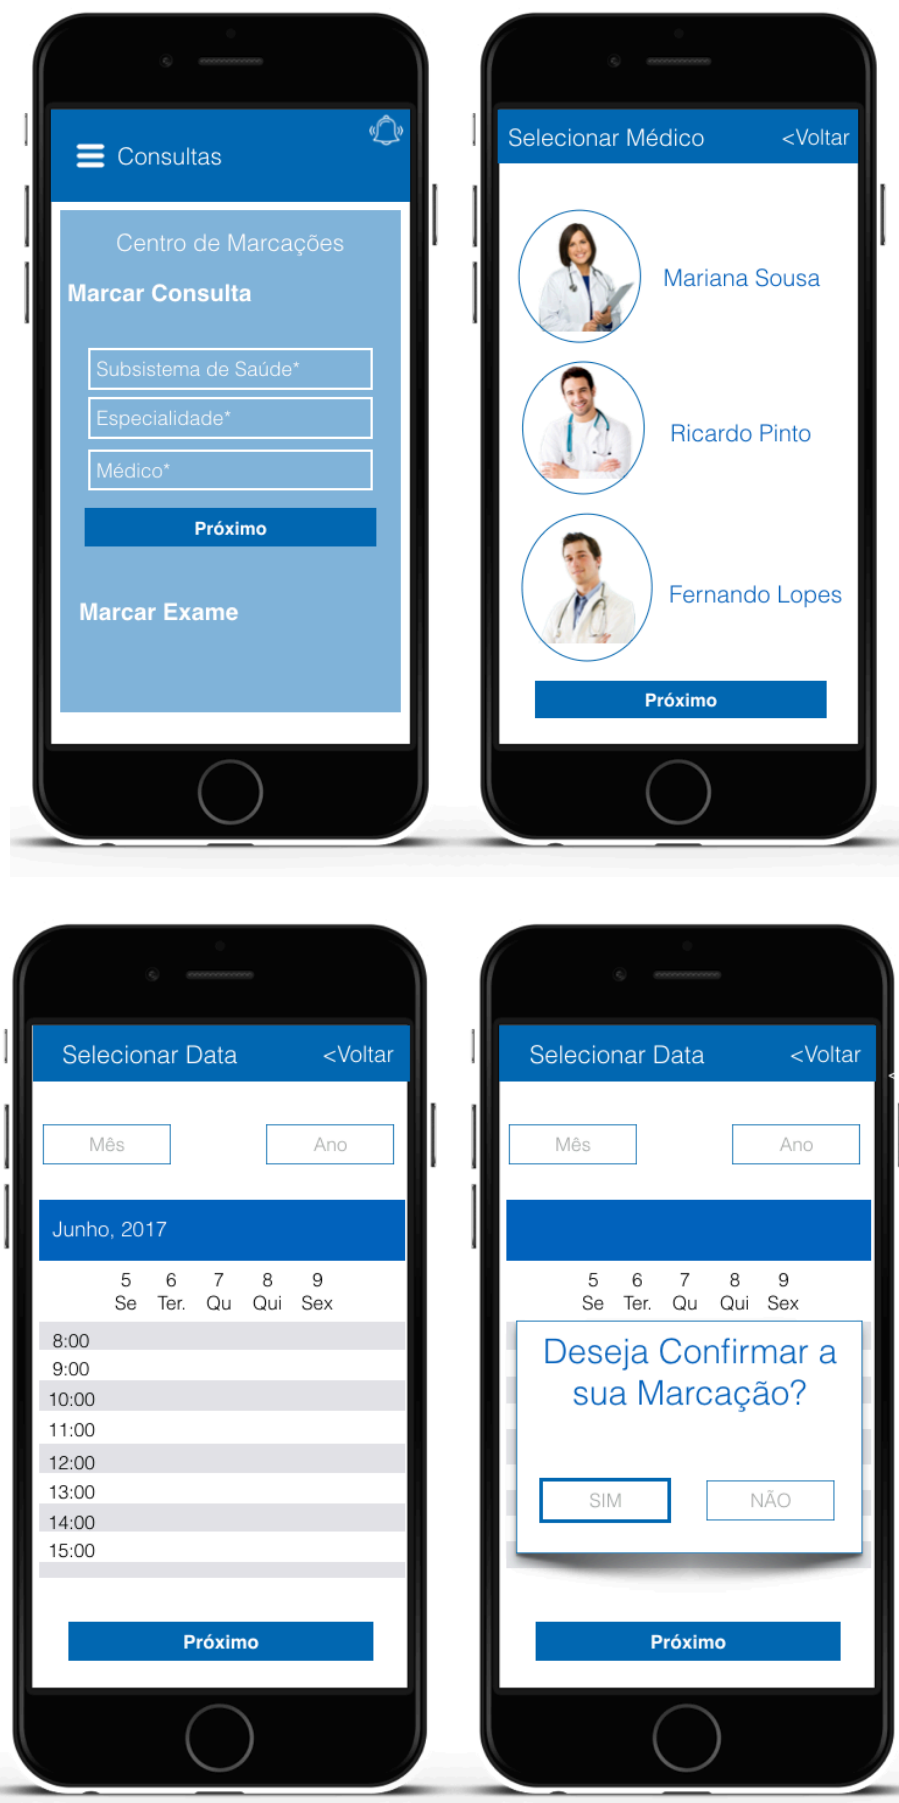 Consultas
Centro de Marcações
Marcar Consulta
Subsistema de Saúde*
Especialidade*
Médico*
Próximo
Marcar Exame
Selecionar Médico <Voltar
Mariana Sousa
Ricardo Pinto
Fernando Lopes
Próximo
Selecionar Data <Voltar
Mês Ano
Junho, 2017
5 6 7 8 9
Se Ter. Qu Qui Sex
8:00
9:00
10:00
11:00
12:00
13:00
14:00
15:00
Próximo
Selecionar Data <Voltar
<
Mês Ano
5 6 7 8 9
Se Ter. Qu Qui Sex
Deseja Confirmar a
sua Marcação?
SIM NÃO
Próximo